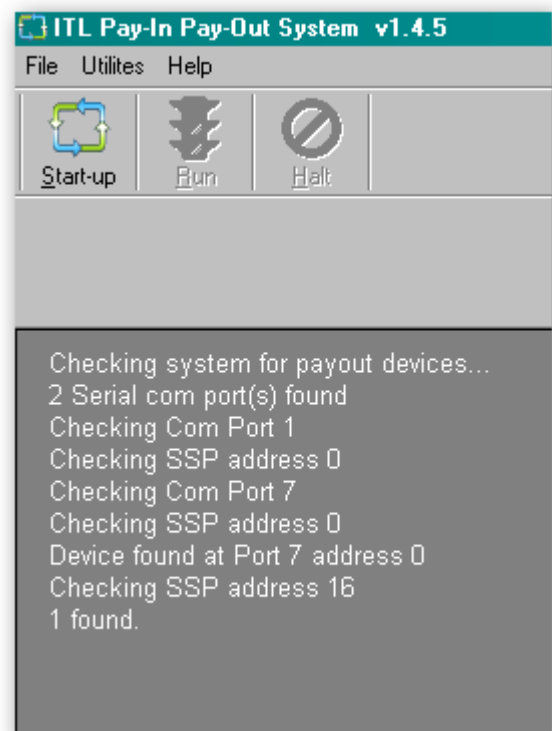 ITL Pay-In Pay-Out System v1.4.5
File Utilites Help
Start-up Run Halt
Checking system for payout devices...
2 Serial com port(s) found
Checking Com Port 1
Checking SSP address 0
Checking Com Port 7
Checking SSP address 0
Device found at Port 7 address 0
Checking SSP address 16
1 found.